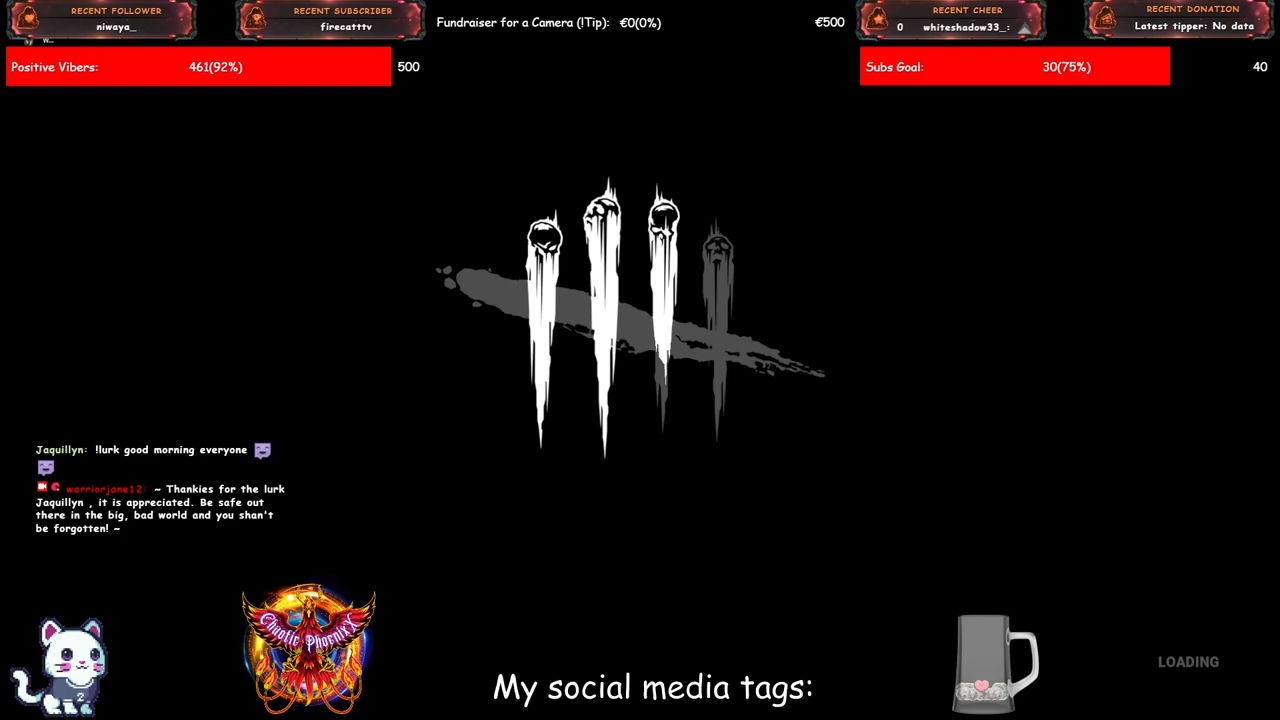 RECENT FOLLOWER
niwaya_
RECENT SUBSCRIBER
firecatttv
Fundraiser for a Camera (!Tip): €0(0%) €500
RECENT CHEER
0 whiteshadow33_:
RECENT DONATION
Latest tipper: No data
w...
Positive Vibers: 461(92%) 500
Subs Goal: 30(75%) 40
Jaquillyn: !lurk good morning everyone
warriorjane12: ~ Thankies for the lurk
Jaquillyn , it is appreciated. Be safe out
there in the big, bad world and you shan't
be forgotten! ~
Chaotic PhoenixX
2
My social media tags:
LOADING